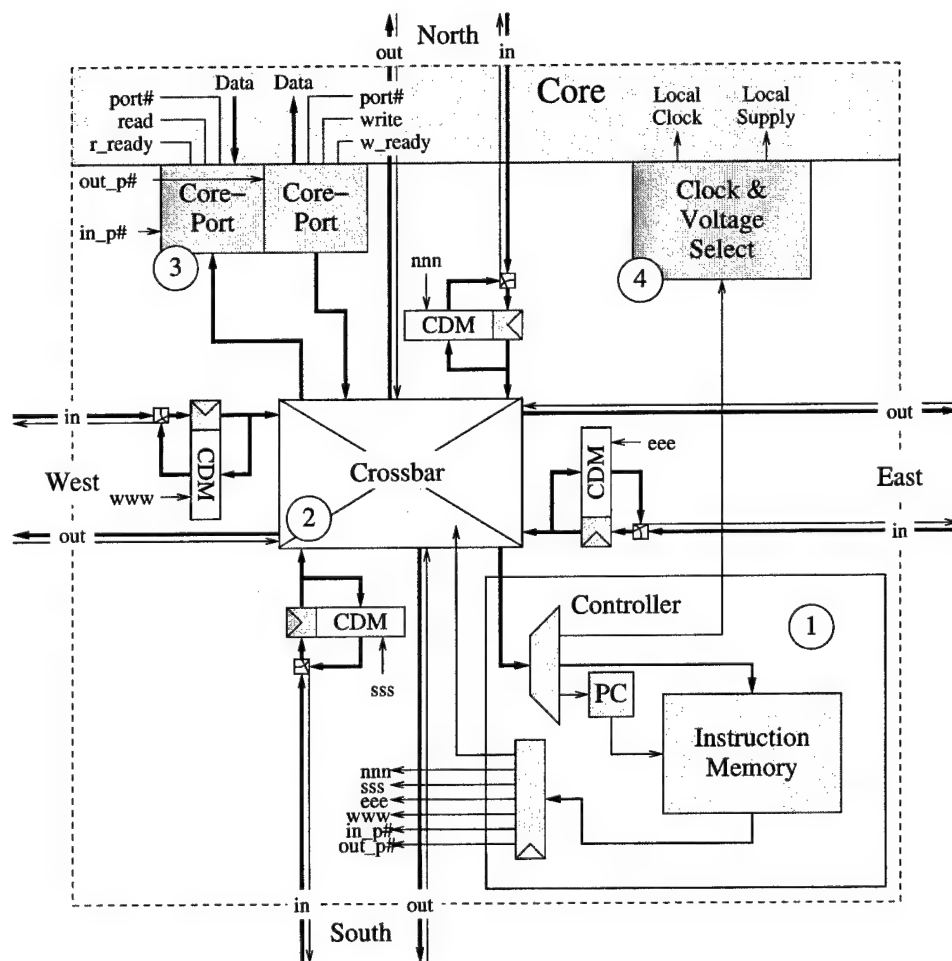 North
out
in
Data
Data
Core
port#
port#
Local
Clock
Local
Supply
read
write
r_ready
w_ready
out_p#
Core–
Port
Core–
Port
Clock &
Voltage
Select
in_p#
3
4
nnn
CDM
in
out
CDM
eee
CDM
West
www
Crossbar
East
2
out
in
CDM
sss
Controller
1
PC
Instruction
Memory
nnn
sss
eee
www
in_p#
out_p#
in
out
South